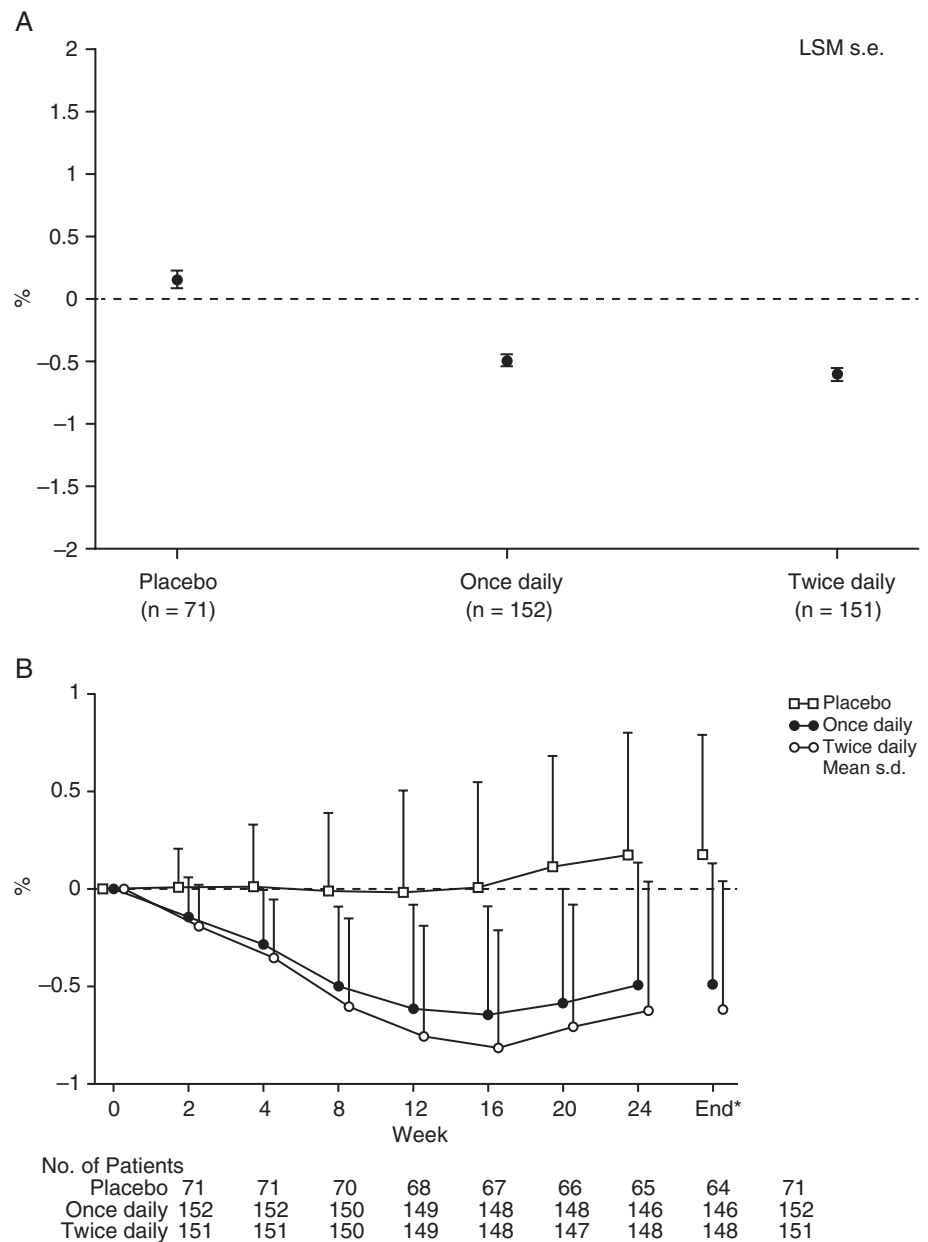 A
LSM s.e.
2
1.5
1
0.5
0
–0.5
–1
–1.5
–2
%
Placebo Once daily Twice daily
(n = 71) (n = 152) (n = 151)
B
1
0.5
0
–0.5
–1
%
Placebo
Once daily
Twice daily
Mean s.d.
0 2 4 8 12 16 20 24 End*
Week
No. of Patients
Placebo 71 71 70 68 67 66 65 64 71
Once daily 152 152 150 149 148 148 146 146 152
Twice daily 151 151 150 149 148 147 148 148 151